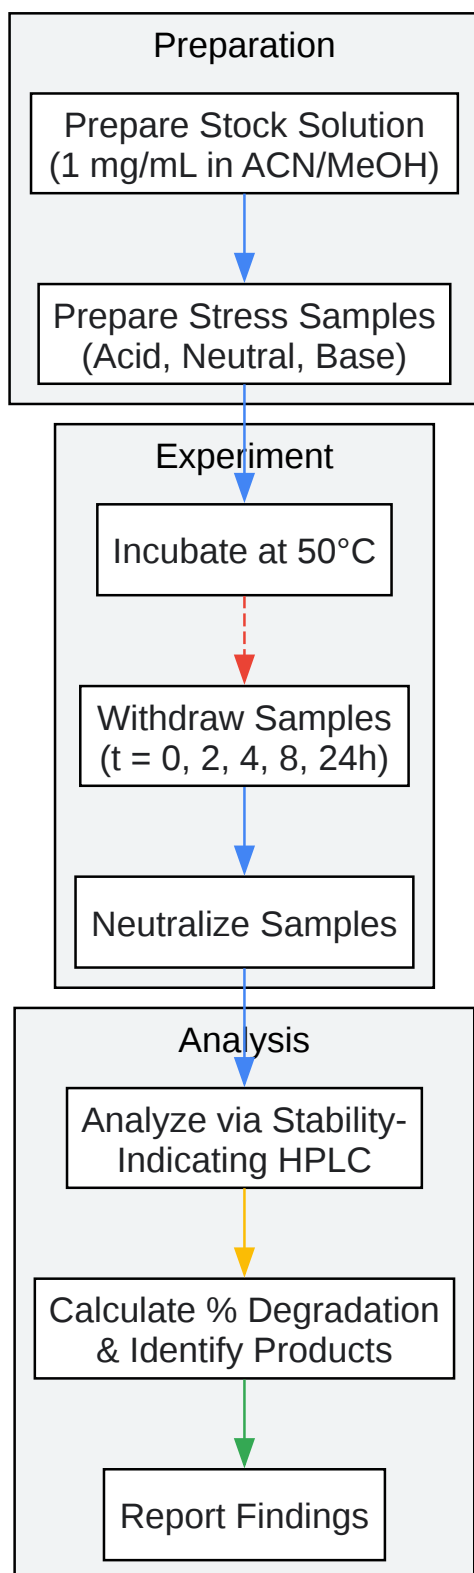 Preparation
Prepare Stock Solution
(1 mg/mL in ACN/MeOH)
Prepare Stress Samples
(Acid, Neutral, Base)
Experiment
Incubate at 50°C
Withdraw Samples
(t = 0, 2, 4, 8, 24h)
Neutralize Samples
Analysis
Analyze via Stability-
Indicating HPLC
Calculate % Degradation
& Identify Products
Report Findings